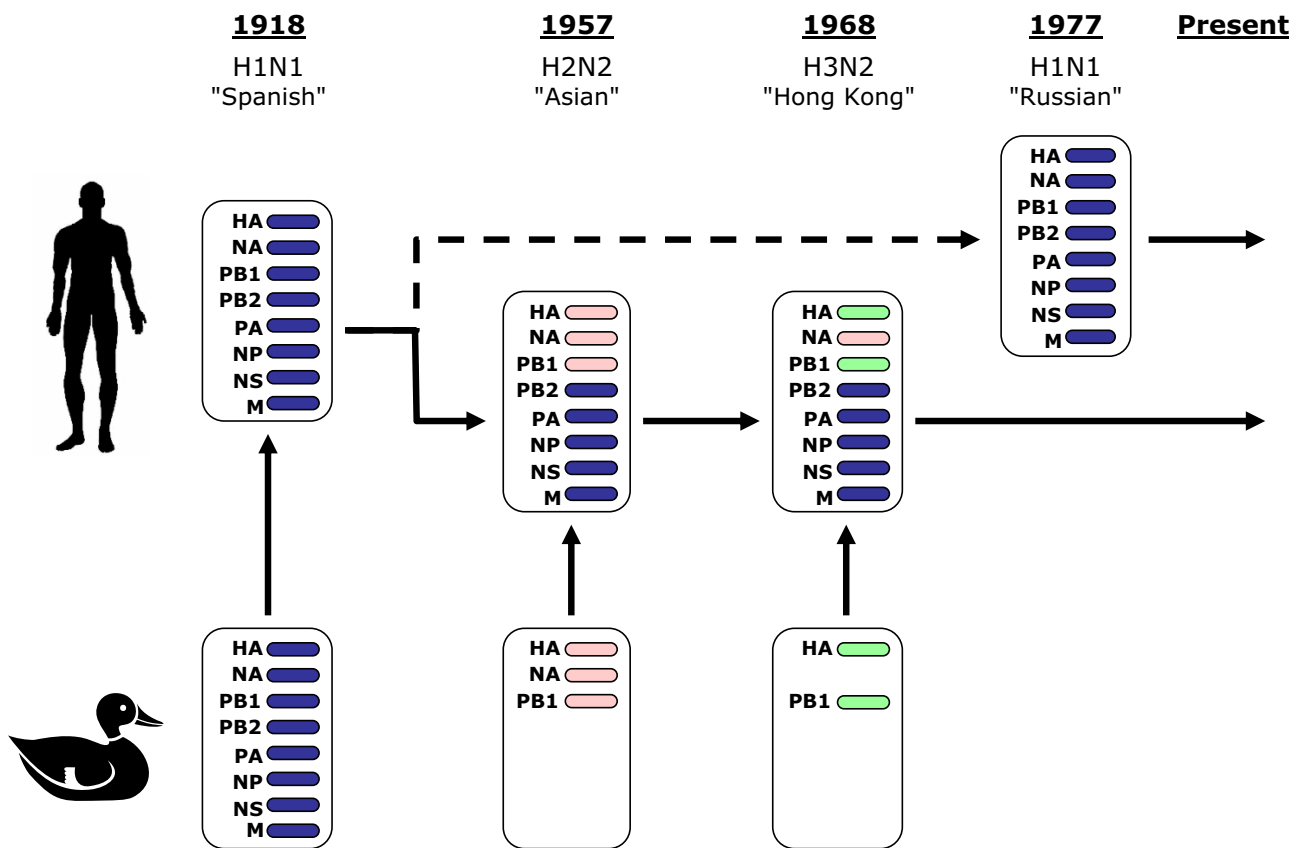 1918
H1N1
"Spanish"
1957
H2N2
"Asian"
1968
H3N2
"Hong Kong"
1977
H1N1
"Russian"
Present
HA
NA
PB1
PB2
PA
NP
NS
M
HA
NA
PB1
PB2
PA
NP
NS
M
HA
NA
PB1
PB2
PA
NP
NS
M
HA
NA
PB1
PB2
PA
NP
NS
M
HA
NA
PB1
PB2
PA
NP
NS
M
HA
NA
PB1
HA
PB1